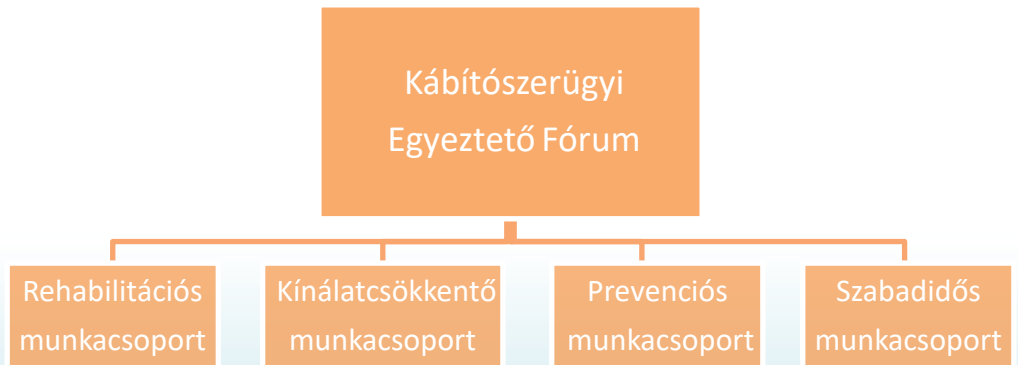 Kábítószerügyi
Egyeztető Fórum
Rehabilitációs
munkacsoport
Kínálatcsökkentő
munkacsoport
Prevenciós
munkacsoport
Szabadidős
munkacsoport